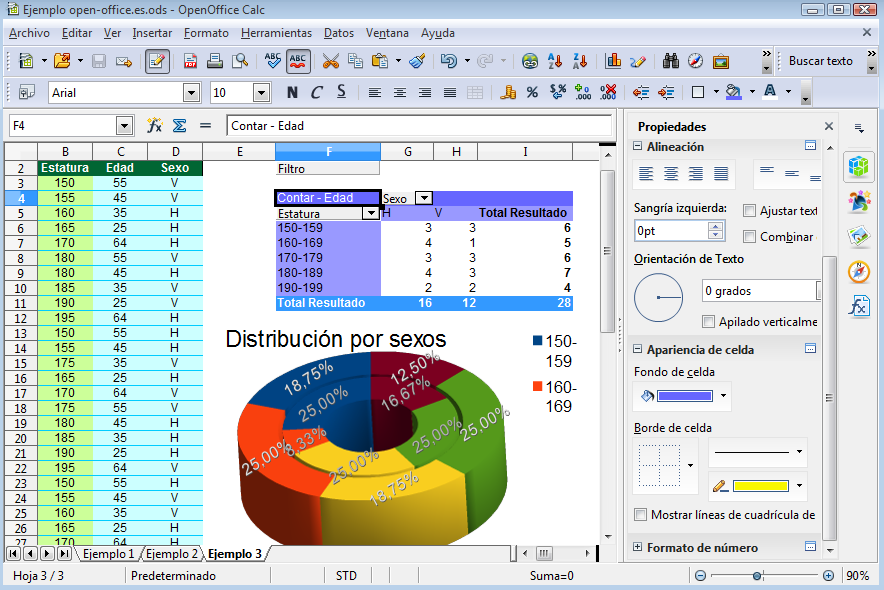 Ejemplo open-office.es.ods - OpenOffice Calc
Archivo Editar Ver Insertar Formato Herramientas Datos Ventana Ayuda
ABC ABC A Z Z A » Buscar texto »
Arial 10 N C S % $% .000 .000 A
F4 Contar - Edad
B C D E F G H I
2 Estatura Edad Sexo Filtro
3 150 55 V
4 155 45 V Contar - Edad Sexo
5 160 35 H Estatura H V Total Resultado
6 165 25 H 150-159 3 3 6
7 170 64 H 160-169 4 1 5
8 180 55 V 170-179 3 3 6
9 180 45 H 180-189 4 3 7
10 185 35 H 190-199 2 2 4
11 190 25 V Total Resultado 16 12 28
12 195 64 H
13 150 55 H Distribución por sexos
14 155 45 H
15 175 35 V
16 165 25 H
17 170 64 V
18 175 55 V
19 180 45 H
20 185 35 H
21 190 25 H
22 195 64 V
23 150 55 H
24 155 45 V
25 160 35 V
26 165 25 H
27 170 64 H
150-
159
160-
169
18,75% 12,50%
25,00% 16,67%
25,00% 8,33% 25,00% 25,00%
25,00%
18,75%
Ejemplo 1 Ejemplo 2 Ejemplo 3
Propiedades
Alineación
Sangría izquierda: Ajustar text
0pt Combinar
Orientación de Texto
0 grados
Apilado verticalme
Apariencia de celda
Fondo de celda
Borde de celda
Mostrar líneas de cuadrícula de
Formato de número
Hoja 3 / 3 Predeterminado STD Suma=0 90%